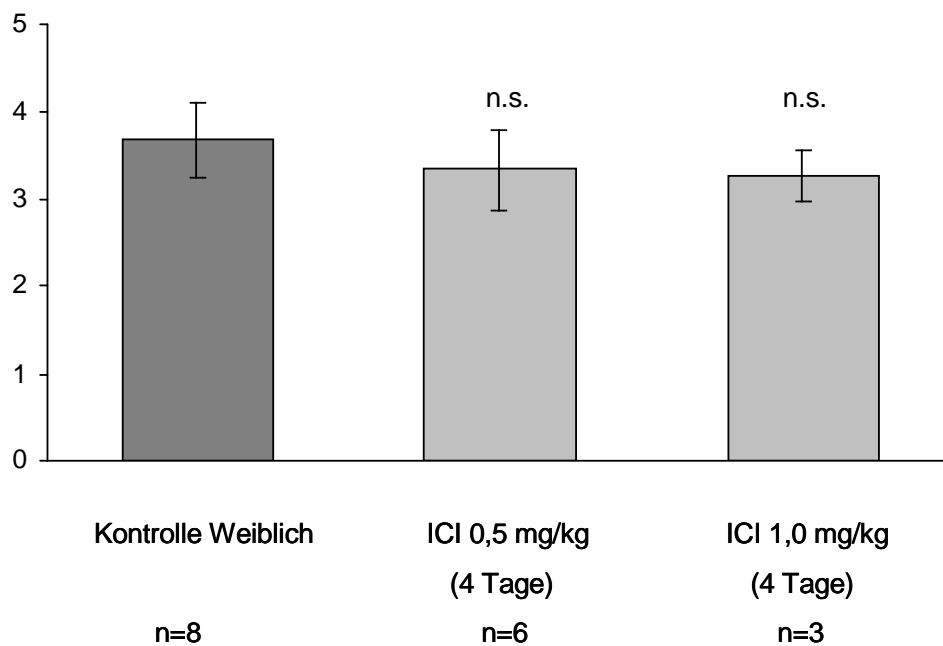 5
4
3
2
1
0
n.s.
n.s.
Kontrolle Weiblich
ICI 0,5 mg/kg
(4 Tage)
ICI 1,0 mg/kg
(4 Tage)
n=8
n=6
n=3